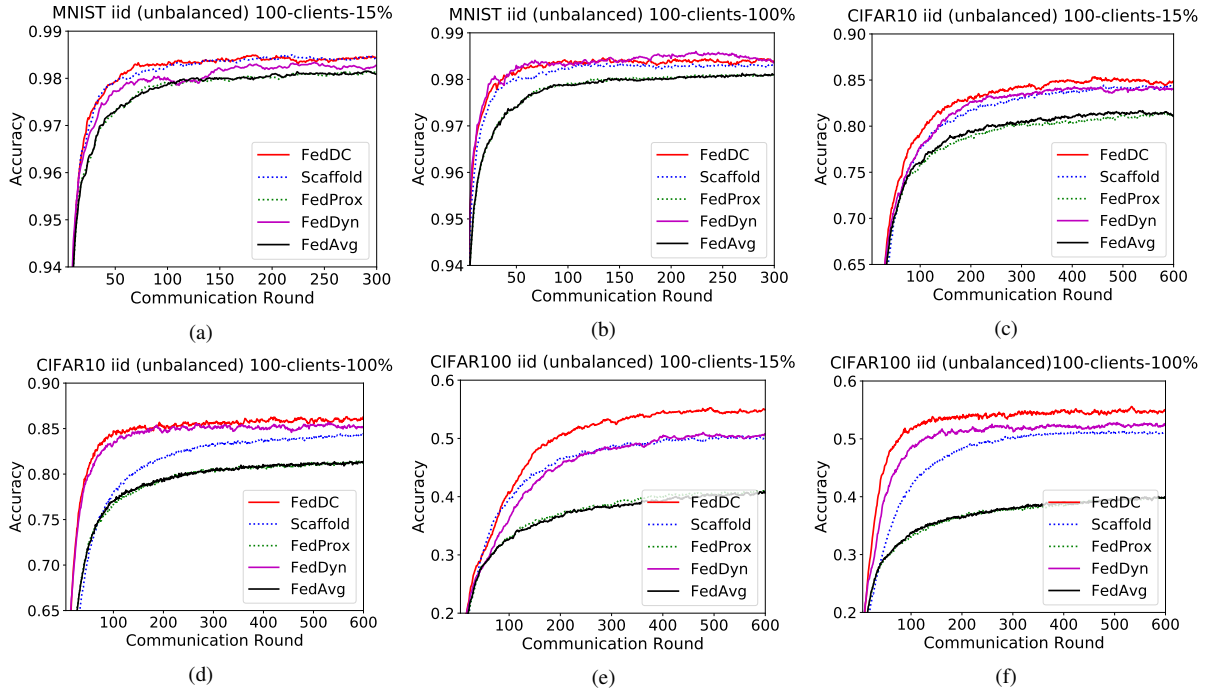 MNIST iid (unbalanced) 100-clients-15%
0.99
0.98
0.97
0.96
0.95
0.94
Accuracy
FedDC
Scaffold
FedProx
FedDyn
FedAvg
50 100 150 200 250 300
Communication Round
(a)
MNIST iid (unbalanced) 100-clients-100%
0.99
0.98
0.97
0.96
0.95
0.94
Accuracy
FedDC
Scaffold
FedProx
FedDyn
FedAvg
50 100 150 200 250 300
Communication Round
(b)
CIFAR10 iid (unbalanced) 100-clients-15%
0.90
0.85
0.80
0.75
0.70
0.65
Accuracy
FedDC
Scaffold
FedProx
FedDyn
FedAvg
100 200 300 400 500 600
Communication Round
(c)
CIFAR10 iid (unbalanced) 100-clients-100%
0.90
0.85
0.80
0.75
0.70
0.65
Accuracy
FedDC
Scaffold
FedProx
FedDyn
FedAvg
100 200 300 400 500 600
Communication Round
(d)
CIFAR100 iid (unbalanced) 100-clients-15%
0.6
0.5
0.4
0.3
0.2
Accuracy
FedDC
Scaffold
FedProx
FedDyn
FedAvg
100 200 300 400 500 600
Communication Round
(e)
CIFAR100 iid (unbalanced)100-clients-100%
0.6
0.5
0.4
0.3
0.2
Accuracy
FedDC
Scaffold
FedProx
FedDyn
FedAvg
100 200 300 400 500 600
Communication Round
(f)